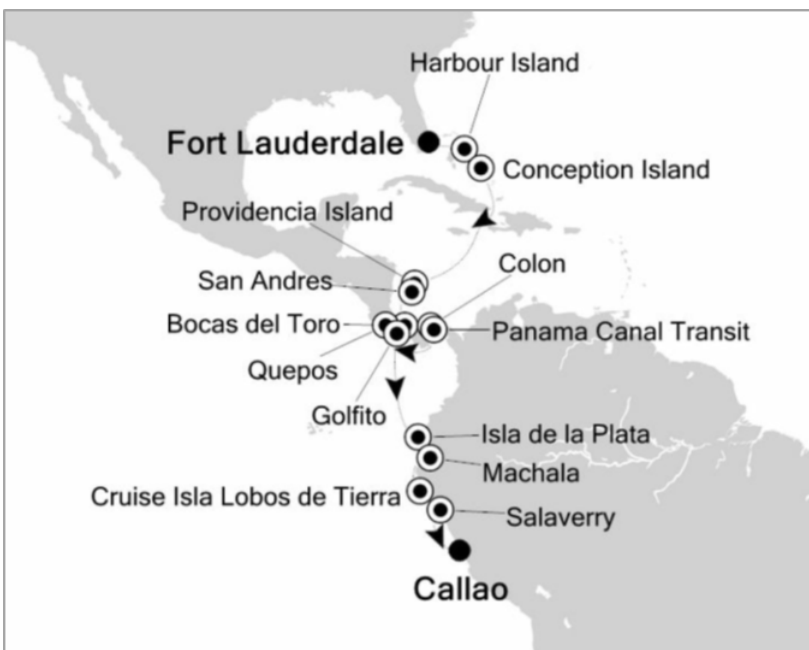 Harbour Island
Fort Lauderdale
Conception Island
Providencia Island
Colon
San Andres
Bocas del Toro
Panama Canal Transit
Quepos
Golfito
Isla de la Plata
Machala
Cruise Isla Lobos de Tierra
Salaverry
Callao